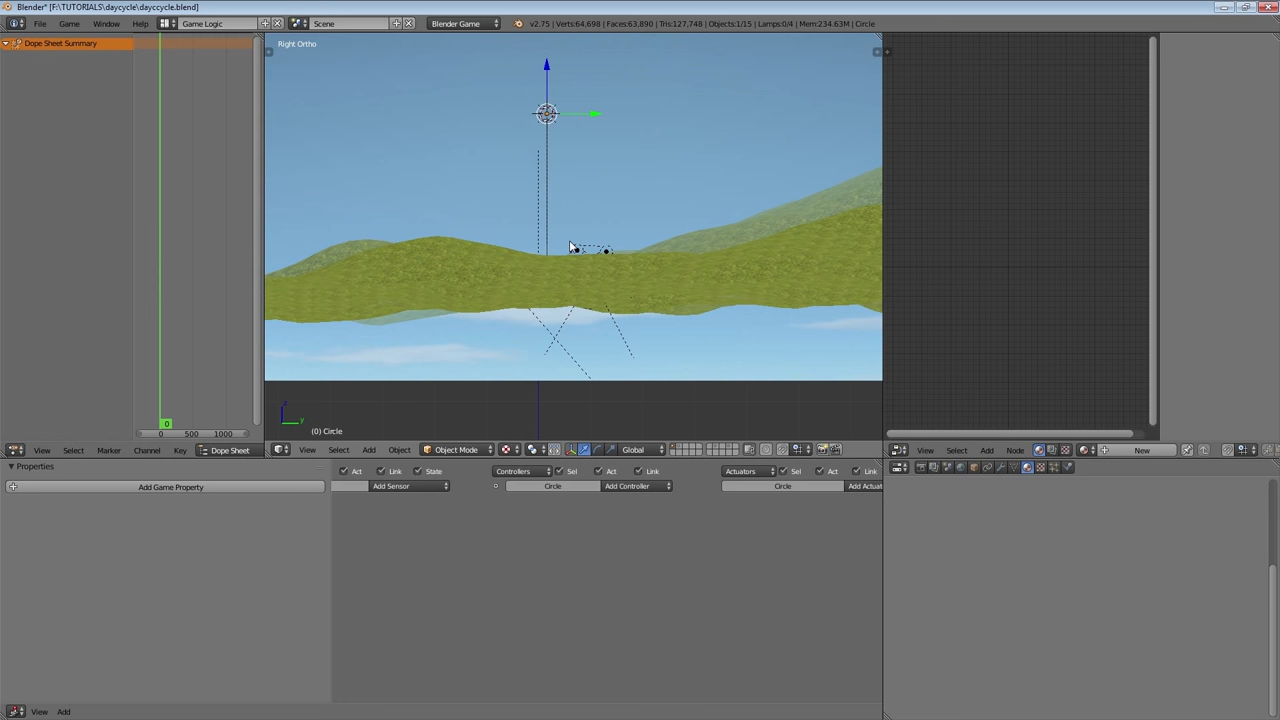 Blender* [F:\TUTORIALS\daycycle\dayccycle.blend]
File Render Window Help Game Logic Scene Blender Game v2.75 | Verts:64,698 | Faces:63,890 | Tris:127,748 | Objects:1/15 | Lamps:0/4 | Mem:234.63M | Circle
Dope Sheet Summary
Right Ortho
z
y
(0) Circle
0
0 500 1000
View Select Marker Channel Key Dope Sheet
View Select Add Object Object Mode Global
View Select Add Node New
Properties
Act Link State Controllers Sel Act Link Actuators Sel Act Link
Add Game Property
Add Sensor Circle Add Controller Circle Add Actuat
View Add